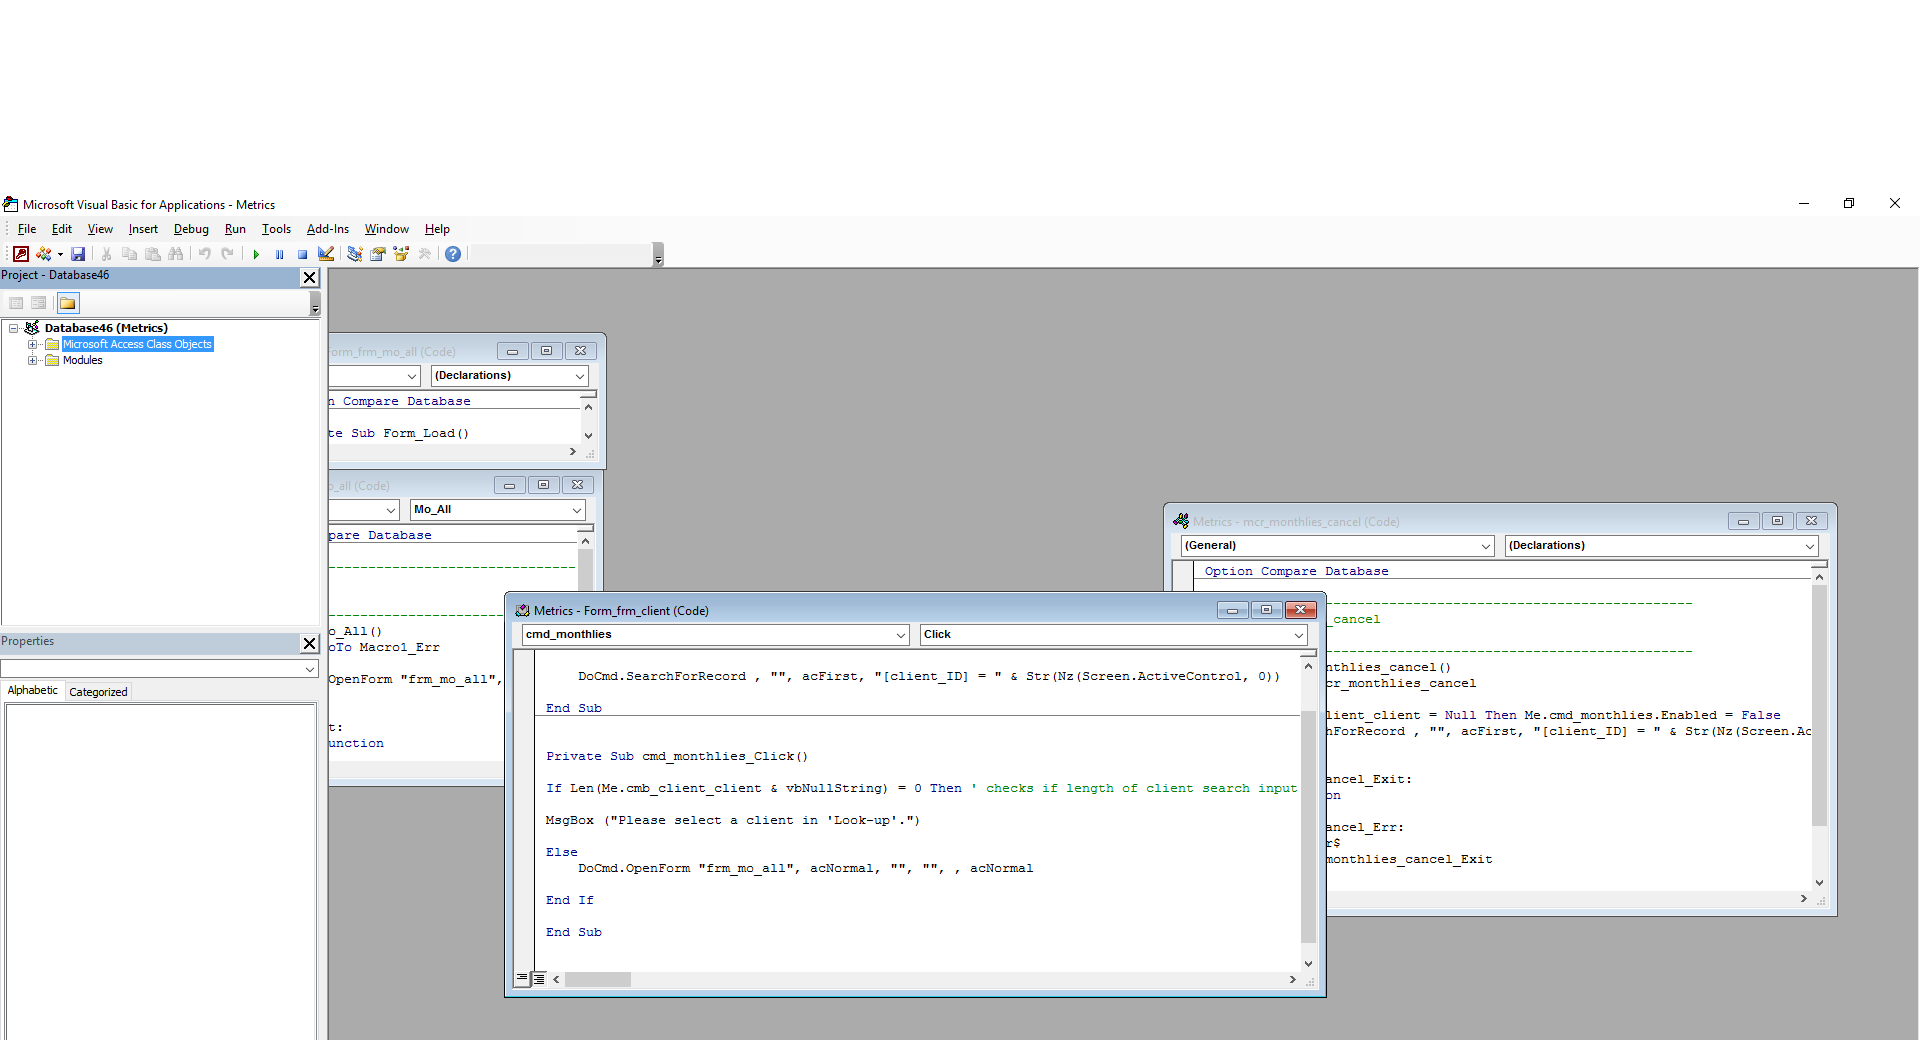 Microsoft Visual Basic for Applications - Metrics
File Edit View Insert Debug Run Tools Add-Ins Window Help
Project - Database46
Database46 (Metrics)
Microsoft Access Class Objects
Modules
Properties
Alphabetic Categorized
orm_frm_mo_all (Code)
(Declarations)
n Compare Database
te Sub Form_Load()
o_all (Code)
Mo_All
pare Database
o_All()
oTo Macro1_Err
OpenForm "frm_mo_all",
t:
unction
Metrics - mcr_monthlies_cancel (Code)
(General) (Declarations)
Option Compare Database
_cancel
nthlies_cancel()
cr_monthlies_cancel
lient_client = Null Then Me.cmd_monthlies.Enabled = False
hForRecord , "", acFirst, "[client_ID] = " & Str(Nz(Screen.Ac
ancel_Exit:
on
ancel_Err:
r$
monthlies_cancel_Exit
Metrics - Form_frm_client (Code)
cmd_monthlies Click
DoCmd.SearchForRecord , "", acFirst, "[client_ID] = " & Str(Nz(Screen.ActiveControl, 0))
End Sub
Private Sub cmd_monthlies_Click()
If Len(Me.cmb_client_client & vbNullString) = 0 Then ' checks if length of client search input
MsgBox ("Please select a client in 'Look-up'.")
Else
DoCmd.OpenForm "frm_mo_all", acNormal, "", "", , acNormal
End If
End Sub